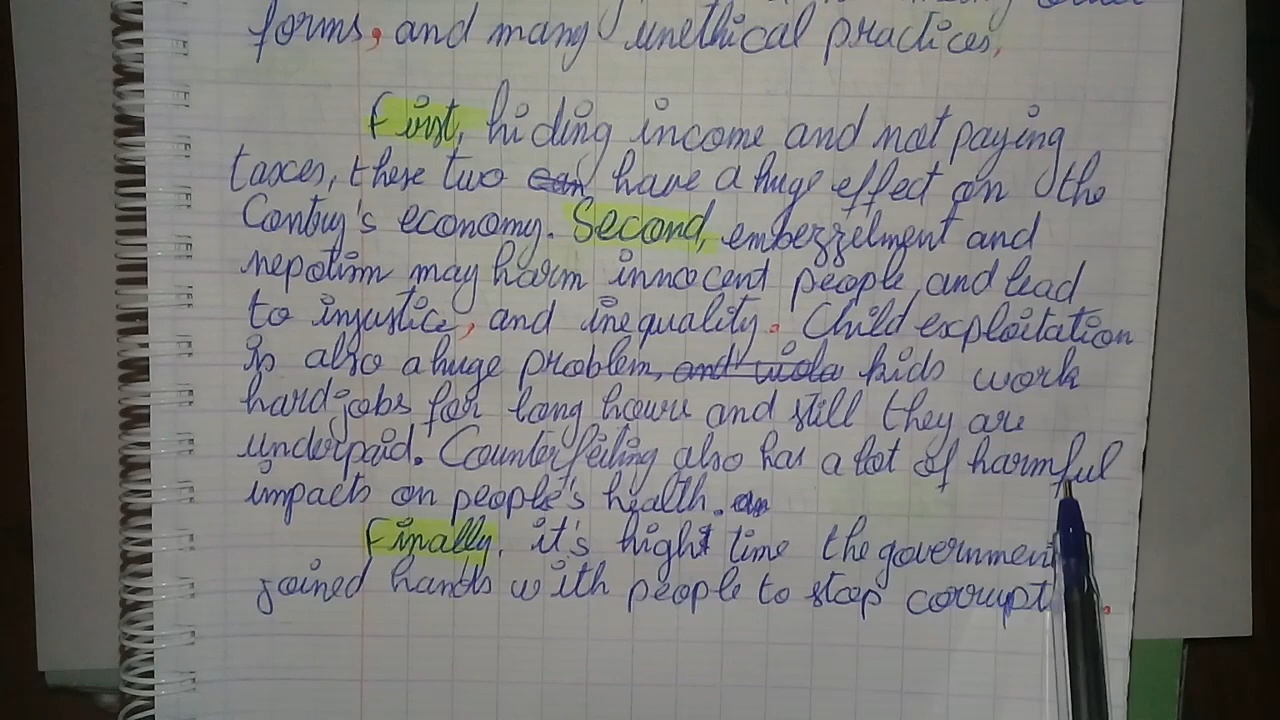 forms, and many unethical practices.
First, hiding income and not paying
taxes, these two can have a huge effect on the
Contry's economy. Second, embezzelment and
nepotism may harm innocent people, and lead
to injustice, and inequality. Child exploitation
is also a huge problem, and viola kids work
hard jobs for long hours and still they are
underpaid. Counterfeiting also has a lot of harmful
impacts on people's health. an
Finally, it's hight time the government
joined hands with people to stop corrupt